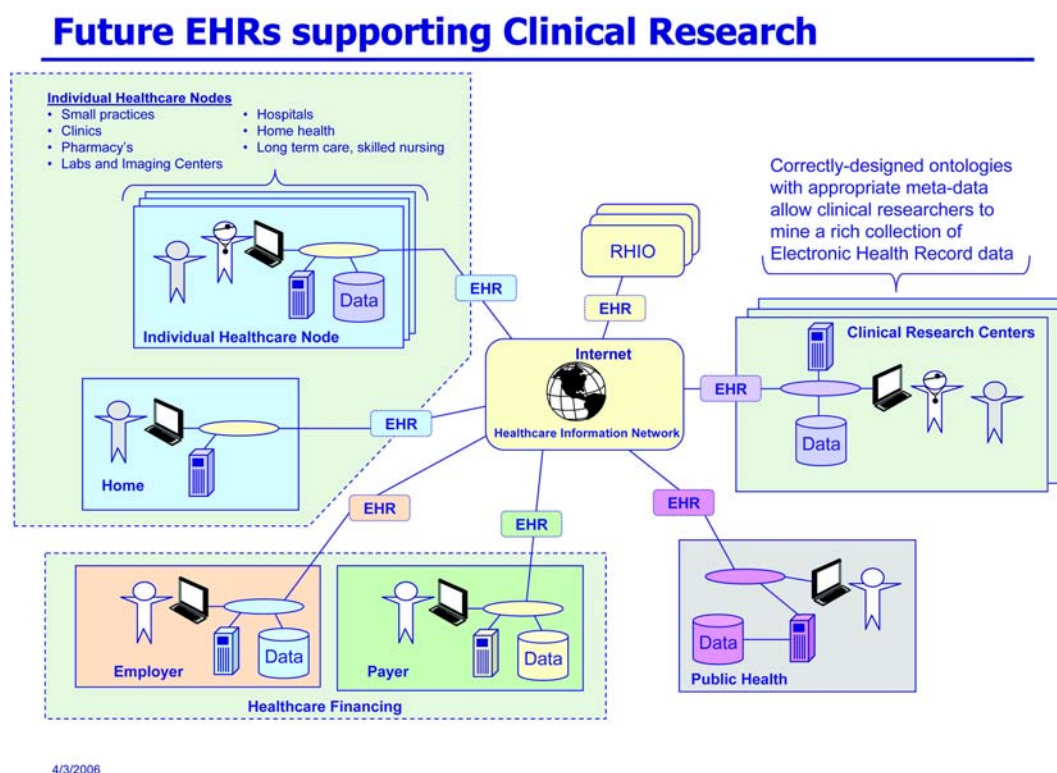 Future EHRs supporting Clinical Research
Individual Healthcare Nodes
• Small practices
• Clinics
• Pharmacy's
• Labs and Imaging Centers
• Hospitals
• Home health
• Long term care, skilled nursing
Data
Individual Healthcare Node
EHR
RHIO
EHR
Correctly-designed ontologies
with appropriate meta-data
allow clinical researchers to
mine a rich collection of
Electronic Health Record data
Internet
Healthcare Information Network
EHR
Clinical Research Centers
Data
Home
EHR
EHR
EHR
EHR
Employer
Data
Payer
Data
Healthcare Financing
Data
Public Health
4/3/2006